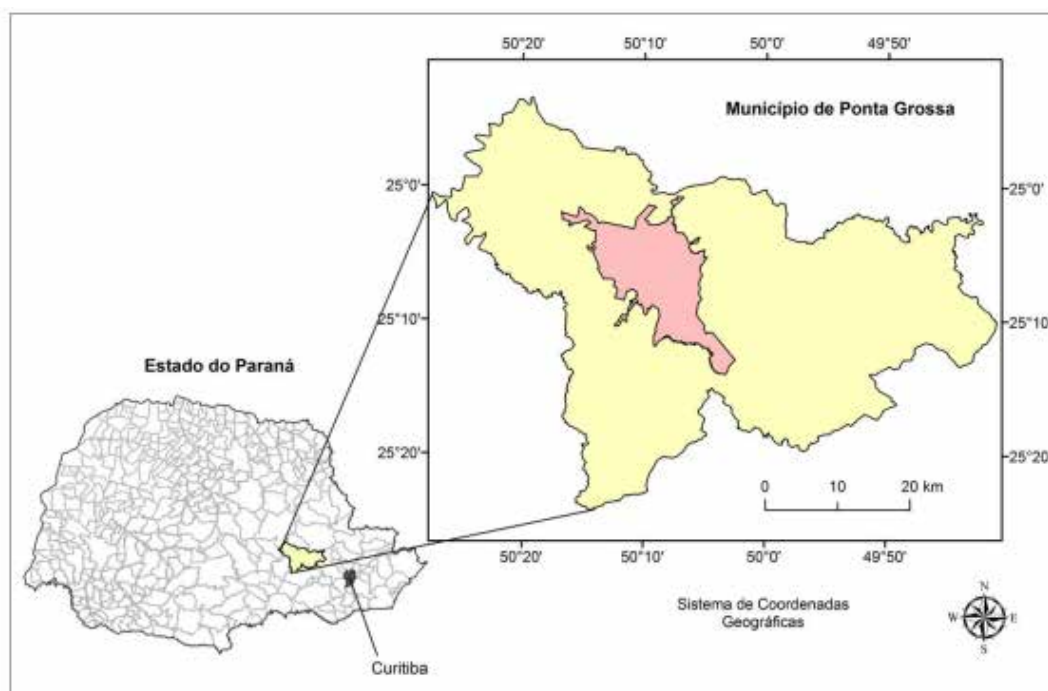 50°20' 50°10' 50°0' 49°50'
Município de Ponta Grossa
25°0' 25°0'
25°10' 25°10'
Estado do Paraná
25°20' 25°20'
0 10 20 km
50°20' 50°10' 50°0' 49°50'
Sistema de Coordenadas
Geográficas
N
W E
S
Curitiba